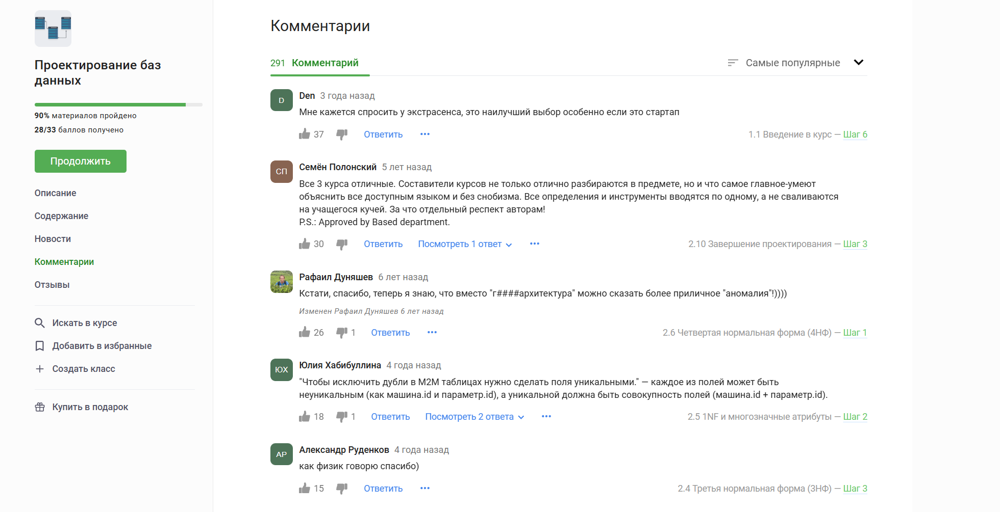 Проектирование баз
данных
90% материалов пройдено
28/33 баллов получено
Продолжить
Описание
Содержание
Новости
Комментарии
Отзывы
Искать в курсе
Добавить в избранные
Создать класс
Купить в подарок
Комментарии
291 Комментарий
Самые популярные
D
Den 3 года назад
Мне кажется спросить у экстрасенса, это наилучший выбор особенно если это стартап
37 Ответить ••• 1.1 Введение в курс — Шаг 6
СП
Семён Полонский 5 лет назад
Все 3 курса отличные. Составители курсов не только отлично разбираются в предмете, но и что самое главное-умеют
объяснить все доступным языком и без снобизма. Все определения и инструменты вводятся по одному, а не сваливаются
на учащегося кучей. За что отдельный респект авторам!
P.S.: Approved by Based department.
30 Ответить Посмотреть 1 ответ ••• 2.10 Завершение проектирования — Шаг 3
Рафаил Дуняшев 6 лет назад
Кстати, спасибо, теперь я знаю, что вместо "г####архитектура" можно сказать более приличное "аномалия"!))))
Изменен Рафаил Дуняшев 6 лет назад
26 1 Ответить ••• 2.6 Четвертая нормальная форма (4НФ) — Шаг 1
ЮХ
Юлия Хабибуллина 4 года назад
"Чтобы исключить дубли в М2М таблицах нужно сделать поля уникальными." — каждое из полей может быть
неуникальным (как машина.id и параметр.id), а уникальной должна быть совокупность полей (машина.id + параметр.id).
18 1 Ответить Посмотреть 2 ответа ••• 2.5 1NF и многозначные атрибуты — Шаг 2
АР
Александр Руденков 4 года назад
как физик говорю спасибо)
15 Ответить ••• 2.4 Третья нормальная форма (3НФ) — Шаг 3